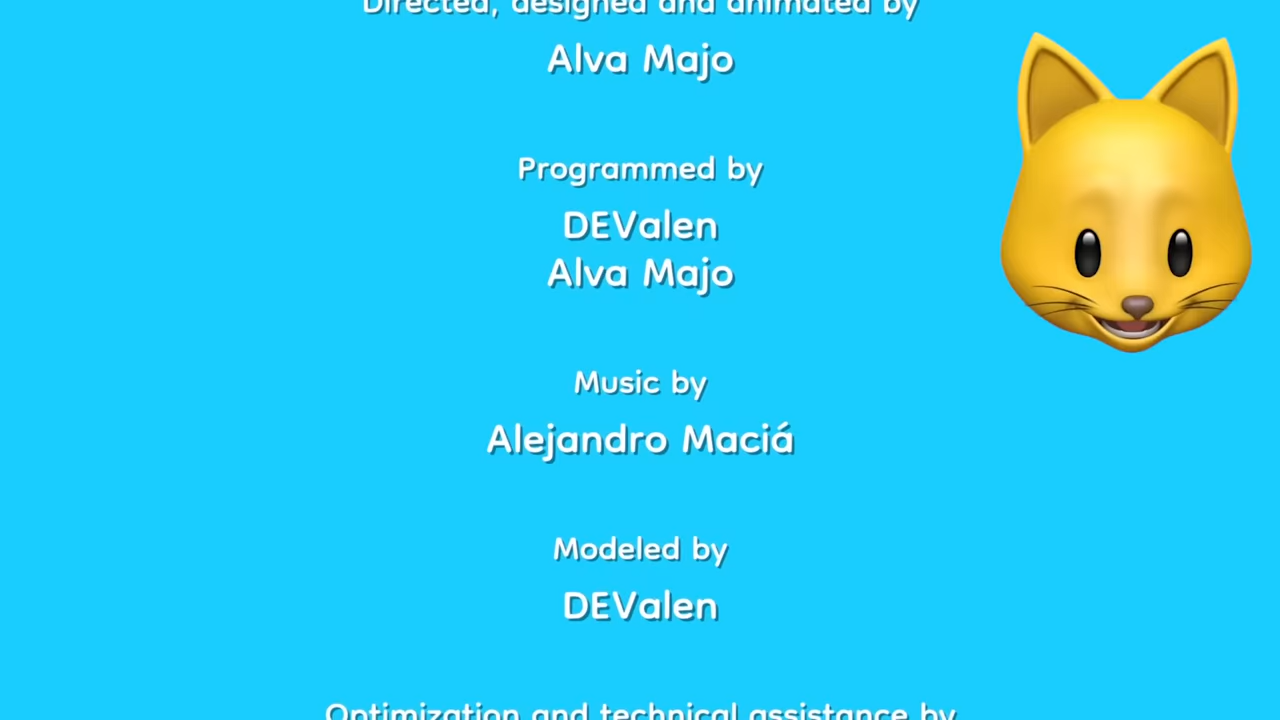 Directed, designed and animated by
Alva Majo
Programmed by
DEValen
Alva Majo
Music by
Alejandro Maciá
Modeled by
DEValen
Optimization and technical assistance by